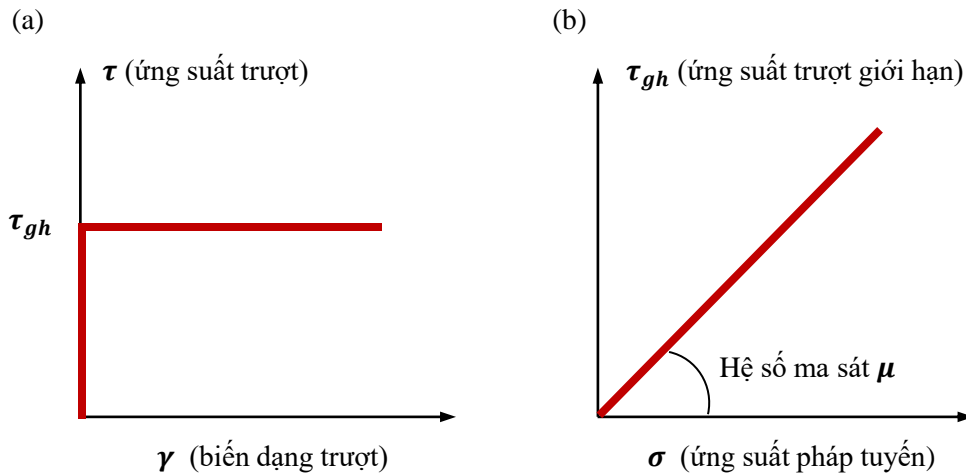 (a)
(b)
τ (ứng suất trượt)
τgh (ứng suất trượt giới hạn)
τgh
Hệ số ma sát μ
γ (biến dạng trượt)
σ (ứng suất pháp tuyến)